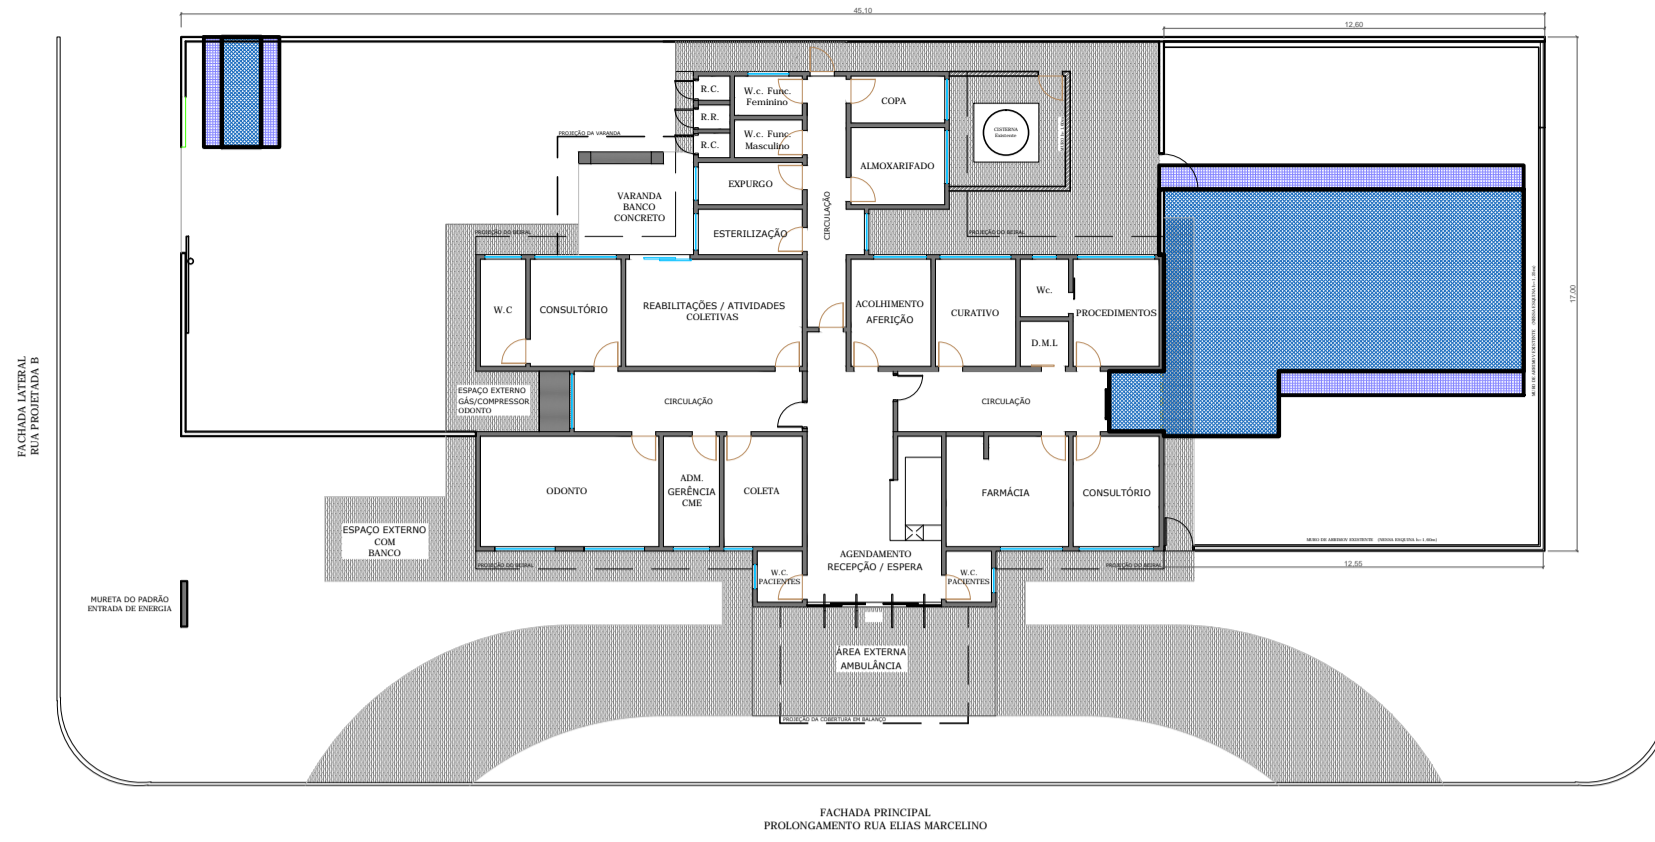 45.10
12.60
R.C.
W.c. Func.
Feminino
COPA
R.R.
CISTERNA
Existente
W.c. Func.
Masculino
PROJEÇÃO DA VARANDA
R.C.
ALMOXARIFADO
EXPURGO
VARANDA
BANCO
CONCRETO
CIRCULAÇÃO
PROJEÇÃO DO BEIRAL
ESTERILIZAÇÃO
PROJEÇÃO DO BEIRAL
17.00
W.C
CONSULTÓRIO
REABILITAÇÕES / ATIVIDADES
COLETIVAS
ACOLHIMENTO
AFERIÇÃO
CURATIVO
Wc.
PROCEDIMENTOS
D.M.L
FACHADA LATERAL
RUA PROJETADA B
ESPAÇO EXTERNO
GÁS/COMPRESSOR
ODONTO
CIRCULAÇÃO
CIRCULAÇÃO
ODONTO
ADM.
GERÊNCIA
CME
COLETA
FARMÁCIA
CONSULTÓRIO
ESPAÇO EXTERNO
COM
BANCO
AGENDAMENTO
RECEPÇÃO / ESPERA
PROJEÇÃO DO BEIRAL
W.C.
PACIENTES
W.C.
PACIENTES
PROJEÇÃO DO BEIRAL
12.55
MURETA DO PADRÃO
ENTRADA DE ENERGIA
ÁREA EXTERNA
AMBULÂNCIA
PROJEÇÃO DA COBERTURA EM BALANÇO
FACHADA PRINCIPAL
PROLONGAMENTO RUA ELIAS MARCELINO